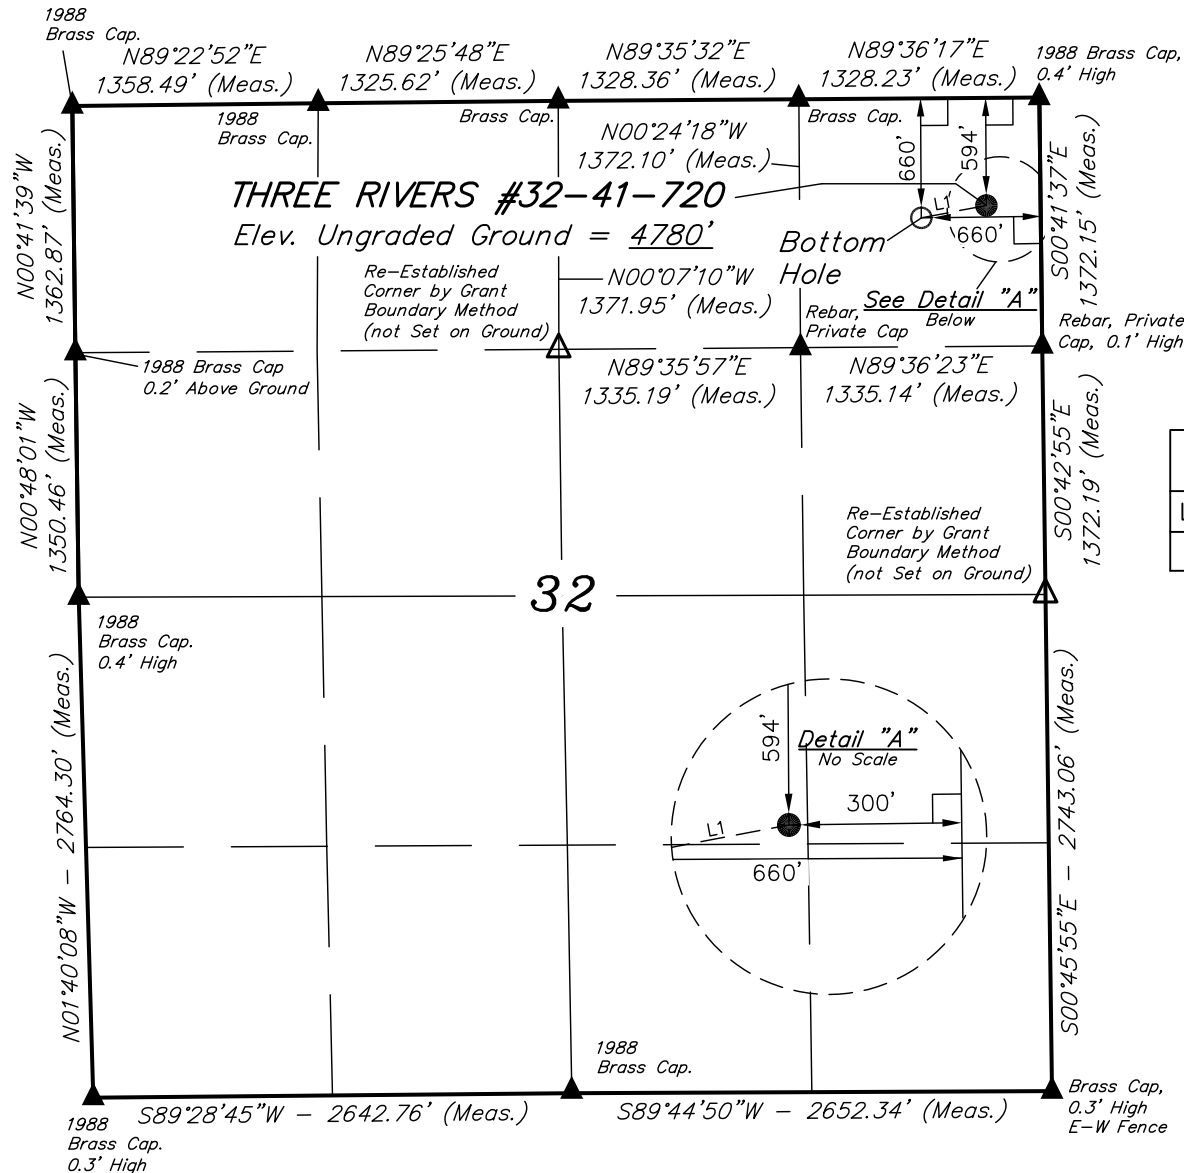 1988
Brass Cap.
N89°22'52"E
1358.49' (Meas.)
N89°25'48"E
1325.62' (Meas.)
N89°35'32"E
1328.36' (Meas.)
N89°36'17"E
1328.23' (Meas.)
1988 Brass Cap,
0.4' High
1988
Brass Cap.
Brass Cap.
Brass Cap.
N00°24'18"W
1372.10' (Meas.)
660'
594'
L1
660'
N00°41'39"W
1362.87' (Meas.)
S00°41'37"E
1372.15' (Meas.)
THREE RIVERS #32-41-720
Elev. Ungraded Ground = 4780'
Bottom
Hole
Re-Established
Corner by Grant
Boundary Method
(not Set on Ground)
N00°07'10"W
1371.95' (Meas.)
See Detail "A"
Below
Rebar,
Private Cap
Rebar, Private
Cap, 0.1' High
1988 Brass Cap
0.2' Above Ground
N89°35'57"E
1335.19' (Meas.)
N89°36'23"E
1335.14' (Meas.)
N00°48'01"W
1350.46' (Meas.)
S00°42'55"E
1372.19' (Meas.)
L
Re-Established
Corner by Grant
Boundary Method
(not Set on Ground)
32
1988
Brass Cap.
0.4' High
N01°40'08"W - 2764.30' (Meas.)
S00°45'55"E - 2743.06' (Meas.)
594'
Detail "A"
No Scale
300'
L1
660'
1988
Brass Cap.
S89°28'45"W - 2642.76' (Meas.)
S89°44'50"W - 2652.34' (Meas.)
1988
Brass Cap.
0.3' High
Brass Cap,
0.3' High
E-W Fence